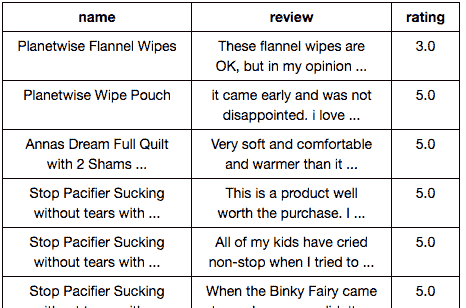 name review rating
Planetwise Flannel Wipes These flannel wipes are 3.0
OK, but in my opinion ...
Planetwise Wipe Pouch it came early and was not 5.0
disappointed. i love ...
Annas Dream Full Quilt Very soft and comfortable 5.0
with 2 Shams ... and warmer than it ...
Stop Pacifier Sucking This is a product well 5.0
without tears with ... worth the purchase. I ...
Stop Pacifier Sucking All of my kids have cried 5.0
without tears with ... non-stop when I tried to ...
Stop Pacifier Sucking When the Binky Fairy came 5.0